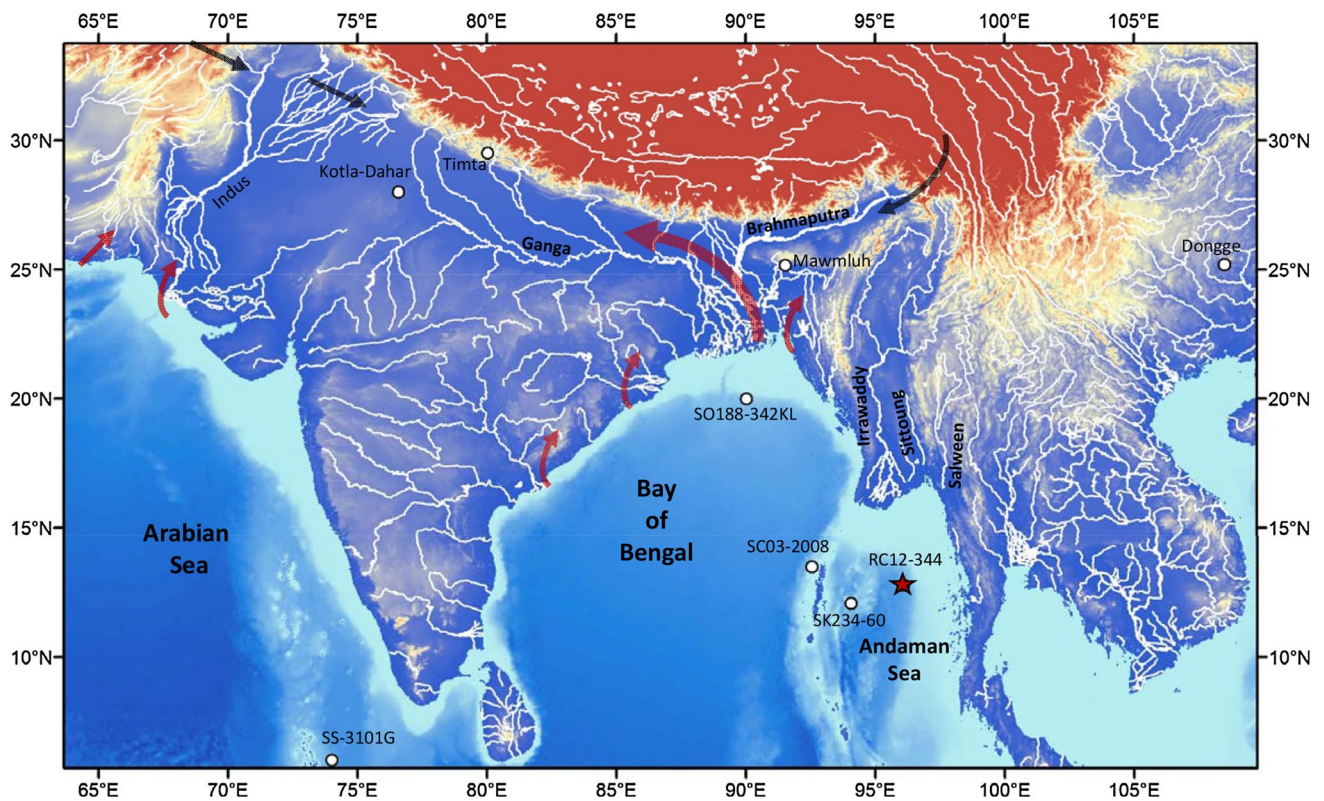 65°E 70°E 75°E 80°E 85°E 90°E 95°E 100°E 105°E
30°N 30°N
Kotla-Dahar
Timta
Indus
Brahmaputra
Ganga
Mawmluh
Dongge
25°N 25°N
20°N 20°N
SO188-342KL
Irrawaddy
Sittoung
Salween
Bay
of
Bengal
15°N 15°N
Arabian
Sea
SC03-2008
RC12-344
SK234-60
Andaman
Sea
10°N 10°N
SS-3101G
65°E 70°E 75°E 80°E 85°E 90°E 95°E 100°E 105°E